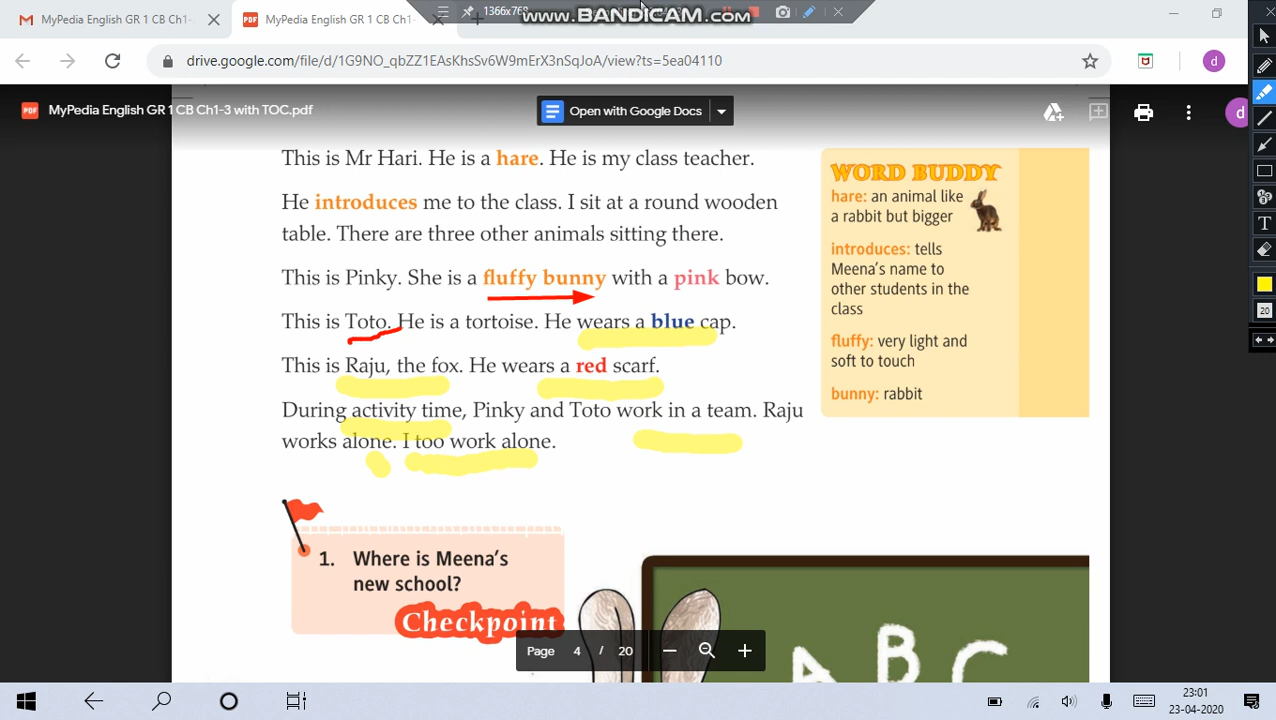 MyPedia English GR 1 CB Ch1-
MyPedia English GR 1 CB Ch1-
1366x768
www.BANDICAM.com
drive.google.com/file/d/1G9NO_qbZZ1EAsKhsSv6W9mErX3nSqJoA/view?ts=5ea04110
d
PDF MyPedia English GR 1 CB Ch1-3 with TOC.pdf
Open with Google Docs
d
This is Mr Hari. He is a hare. He is my class teacher.
He introduces me to the class. I sit at a round wooden
table. There are three other animals sitting there.
This is Pinky. She is a fluffy bunny with a pink bow.
This is Toto. He is a tortoise. He wears a blue cap.
This is Raju, the fox. He wears a red scarf.
During activity time, Pinky and Toto work in a team. Raju
works alone. I too work alone.
WORD BUDDY
hare: an animal like
a rabbit but bigger
introduces: tells
Meena's name to
other students in the
class
fluffy: very light and
soft to touch
bunny: rabbit
1. Where is Meena's
new school?
Checkpoint
A B C
Page 4 / 20
T
20
23:01
23-04-2020